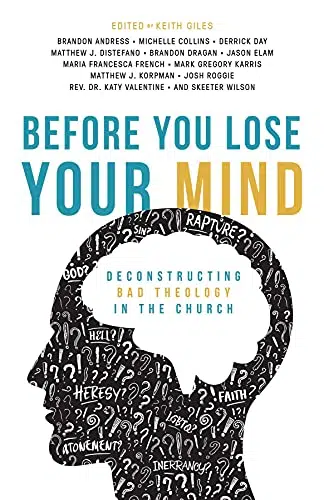 EDITED BY KEITH GILES
BRANDON ANDRESS • MICHELLE COLLINS • DERRICK DAY
MATTHEW J. DISTEFANO • BRANDON DRAGAN • JASON ELAM
MARIA FRANCESCA FRENCH • MARK GREGORY KARRIS
MATTHEW J. KORPMAN • JOSH ROGGIE
REV. DR. KATY VALENTINE • AND SKEETER WILSON
BEFORE YOU LOSE
YOUR MIND
RAPTURE?
SIN?
GOD?
DECONSTRUCTING
BAD THEOLOGY
IN THE CHURCH
HELL?
HERESY?
FAITH
LGBTQ?
ATONEMENT?
INERRANCY?